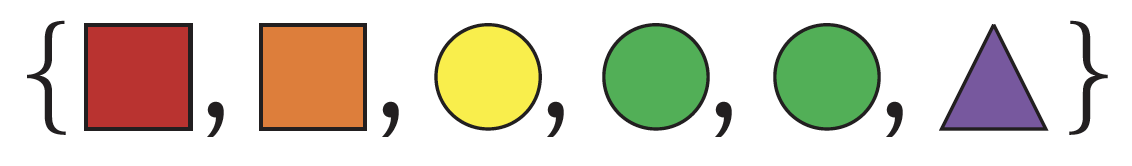 { , , , , , }